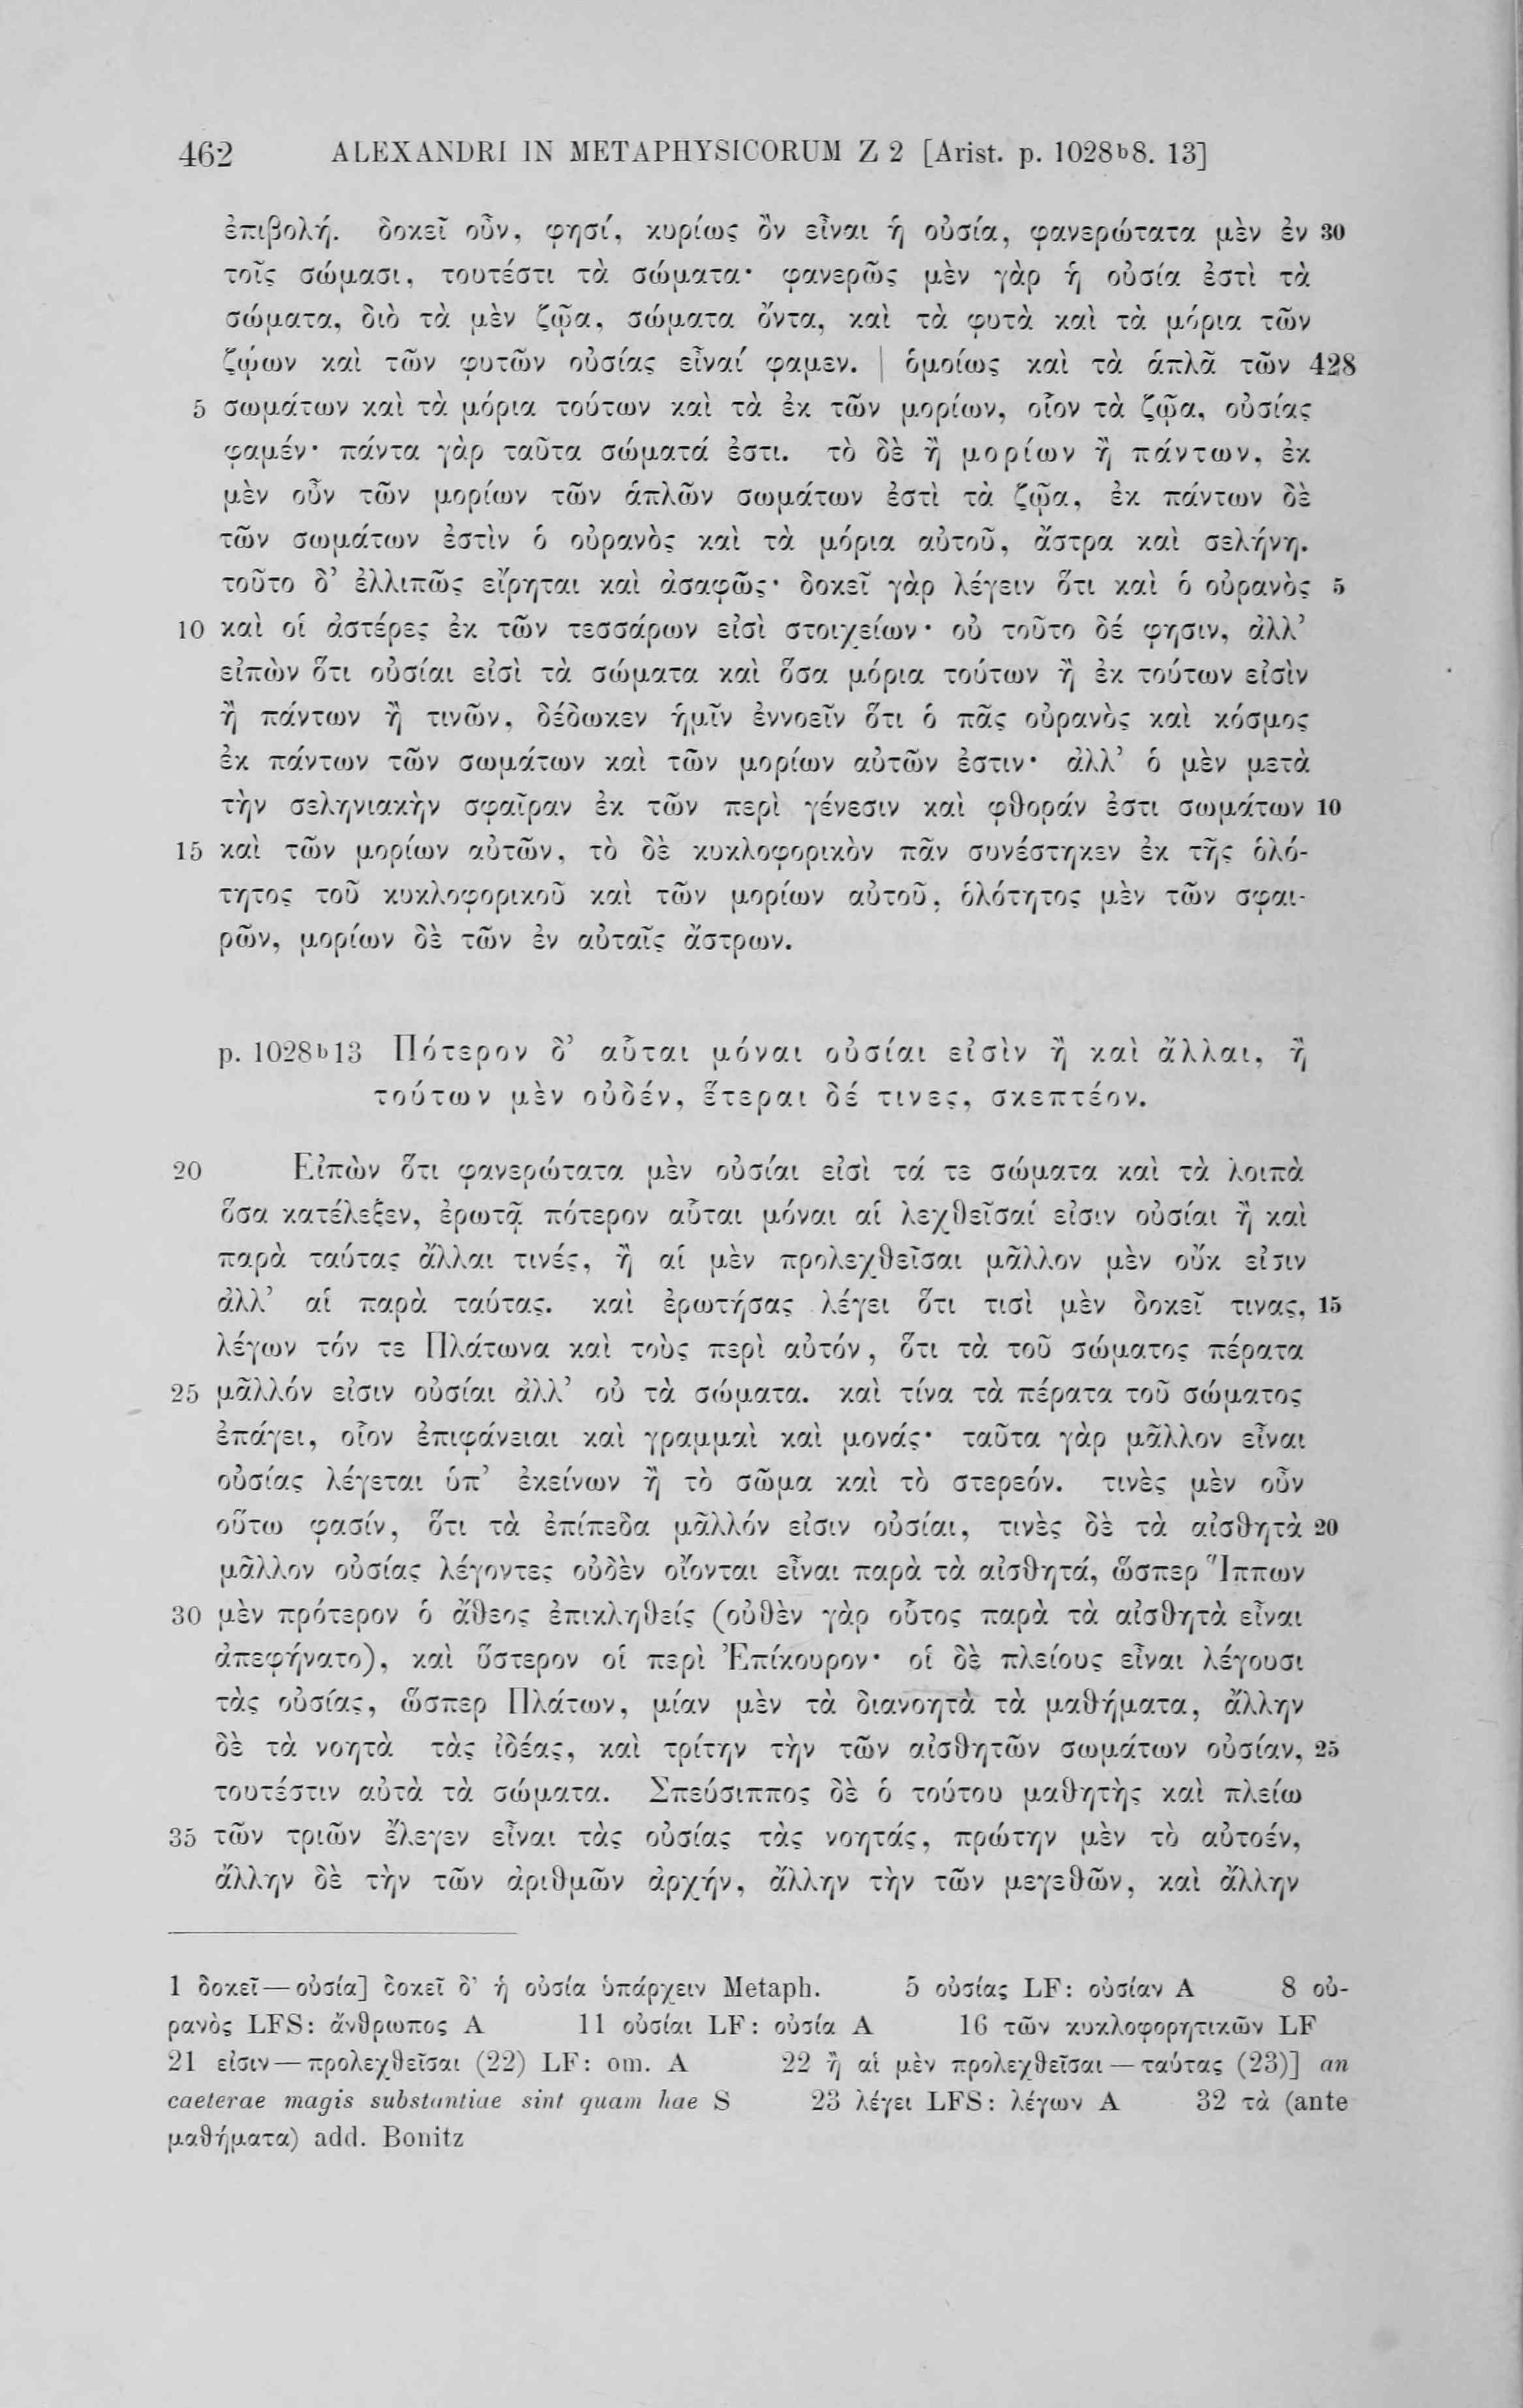 462 ALEXANDRI IN METAPHYSICORUM Z 2 [Arist. p. 1028b8. 13]
ἐπιβολή. δοκεῖ οὖν, φησί, κυρίως ὂν εἶναι ἡ οὐσία, φανερώτατα μὲν ἐν 30
τοῖς σώμασι, τουτέστι τὰ σώματα· φανερῶς μὲν γὰρ ἡ οὐσία ἐστὶ τὰ
σώματα, διὸ τὰ μὲν ζῷα, σώματα ὄντα, καὶ τὰ φυτὰ καὶ τὰ μόρια τῶν
ζῴων καὶ τῶν φυτῶν οὐσίας εἶναί φαμεν. | ὁμοίως καὶ τὰ ἁπλᾶ τῶν 428
5 σωμάτων καὶ τὰ μόρια τούτων καὶ τὰ ἐκ τῶν μορίων, οἷον τὰ ζῷα, οὐσίας
φαμέν· πάντα γὰρ ταῦτα σώματά ἐστι. τὸ δὲ ἢ μορίων ἢ πάντων, ἐκ
μὲν οὖν τῶν μορίων τῶν ἁπλῶν σωμάτων ἐστὶ τὰ ζῷα, ἐκ πάντων δὲ
τῶν σωμάτων ἐστὶν ὁ οὐρανὸς καὶ τὰ μόρια αὐτοῦ, ἄστρα καὶ σελήνη.
τοῦτο δ’ ἐλλιπῶς εἴρηται καὶ ἀσαφῶς· δοκεῖ γὰρ λέγειν ὅτι καὶ ὁ οὐρανὸς 5
10 καὶ οἱ ἀστέρες ἐκ τῶν τεσσάρων εἰσὶ στοιχείων· οὐ τοῦτο δέ φησιν, ἀλλ’
εἰπὼν ὅτι οὐσίαι εἰσὶ τὰ σώματα καὶ ὅσα μόρια τούτων ἢ ἐκ τούτων εἰσὶν
ἢ πάντων ἢ τινῶν, δέδωκεν ἡμῖν ἐννοεῖν ὅτι ὁ πᾶς οὐρανὸς καὶ κόσμος
ἐκ πάντων τῶν σωμάτων καὶ τῶν μορίων αὐτῶν ἐστιν· ἀλλ’ ὁ μὲν μετὰ
τὴν σεληνιακὴν σφαῖραν ἐκ τῶν περὶ γένεσιν καὶ φθοράν ἐστι σωμάτων 10
15 καὶ τῶν μορίων αὐτῶν, τὸ δὲ κυκλοφορικὸν πᾶν συνέστηκεν ἐκ τῆς ὁλό-
τητος τοῦ κυκλοφορικοῦ καὶ τῶν μορίων αὐτοῦ, ὁλότητος μὲν τῶν σφαι-
ρῶν, μορίων δὲ τῶν ἐν αὐταῖς ἄστρων.
p. 1028b13 Πότερον δ’ αὗται μόναι οὐσίαι εἰσὶν ἢ καὶ ἄλλαι, ἢ
τούτων μὲν οὐδέν, ἕτεραι δέ τινες, σκεπτέον.
20 Εἰπὼν ὅτι φανερώτατα μὲν οὐσίαι εἰσὶ τά τε σώματα καὶ τὰ λοιπὰ
ὅσα κατέλεξεν, ἐρωτᾷ πότερον αὗται μόναι αἱ λεχθεῖσαί εἰσιν οὐσίαι ἢ καὶ
παρὰ ταύτας ἄλλαι τινές, ἢ αἱ μὲν προλεχθεῖσαι μᾶλλον μὲν οὔκ εἰσιν
ἀλλ’ αἱ παρὰ ταύτας. καὶ ἐρωτήσας λέγει ὅτι τισὶ μὲν δοκεῖ τινας, 15
λέγων τόν τε Πλάτωνα καὶ τοὺς περὶ αὐτόν, ὅτι τὰ τοῦ σώματος πέρατα
25 μᾶλλόν εἰσιν οὐσίαι ἀλλ’ οὐ τὰ σώματα. καὶ τίνα τὰ πέρατα τοῦ σώματος
ἐπάγει, οἷον ἐπιφάνειαι καὶ γραμμαὶ καὶ μονάς· ταῦτα γὰρ μᾶλλον εἶναι
οὐσίας λέγεται ὑπ’ ἐκείνων ἢ τὸ σῶμα καὶ τὸ στερεόν. τινὲς μὲν οὖν
οὕτω φασίν, ὅτι τὰ ἐπίπεδα μᾶλλόν εἰσιν οὐσίαι, τινὲς δὲ τὰ αἰσθητὰ 20
μᾶλλον οὐσίας λέγοντες οὐδὲν οἴονται εἶναι παρὰ τὰ αἰσθητά, ὥσπερ Ἵππων
30 μὲν πρότερον ὁ ἄθεος ἐπικληθείς (οὐθὲν γὰρ οὗτος παρὰ τὰ αἰσθητὰ εἶναι
ἀπεφήνατο), καὶ ὕστερον οἱ περὶ Ἐπίκουρον· οἱ δὲ πλείους εἶναι λέγουσι
τὰς οὐσίας, ὥσπερ Πλάτων, μίαν μὲν τὰ διανοητὰ τὰ μαθήματα, ἄλλην
δὲ τὰ νοητὰ τὰς ἰδέας, καὶ τρίτην τὴν τῶν αἰσθητῶν σωμάτων οὐσίαν, 25
τουτέστιν αὐτὰ τὰ σώματα. Σπεύσιππος δὲ ὁ τούτου μαθητὴς καὶ πλείω
35 τῶν τριῶν ἔλεγεν εἶναι τὰς οὐσίας τὰς νοητάς, πρώτην μὲν τὸ αὐτοέν,
ἄλλην δὲ τὴν τῶν ἀριθμῶν ἀρχήν, ἄλλην τὴν τῶν μεγεθῶν, καὶ ἄλλην
1 δοκεῖ—οὐσία] δοκεῖ δ’ ἡ οὐσία ὑπάρχειν Metaph. 5 οὐσίας LF: οὐσίαν A 8 οὐ-
ρανὸς LFS: ἄνθρωπος A 11 οὐσίαι LF: οὐσία A 16 τῶν κυκλοφορητικῶν LF
21 εἰσιν—προλεχθεῖσαι (22) LF: om. A 22 ἢ αἱ μὲν προλεχθεῖσαι—ταύτας (23)] an
caeterae magis substantiae sint quam hae S 23 λέγει LFS: λέγων A 32 τὰ (ante
μαθήματα) add. Bonitz